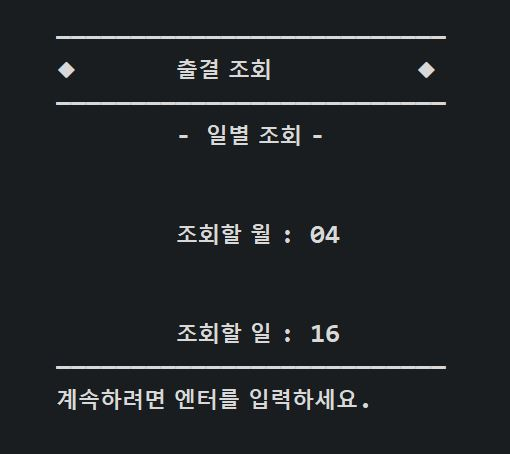 ◆ 출결 조회 ◆
- 일별 조회 -
조회할 월 : 04
조회할 일 : 16
계속하려면 엔터를 입력하세요.